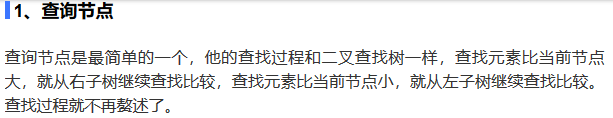 1、查询节点
查询节点是最简单的一个，他的查找过程和二叉查找树一样，查找元素比当前节点
大，就从右子树继续查找比较，查找元素比当前节点小，就从左子树继续查找比较。
查找过程就不再赘述了。